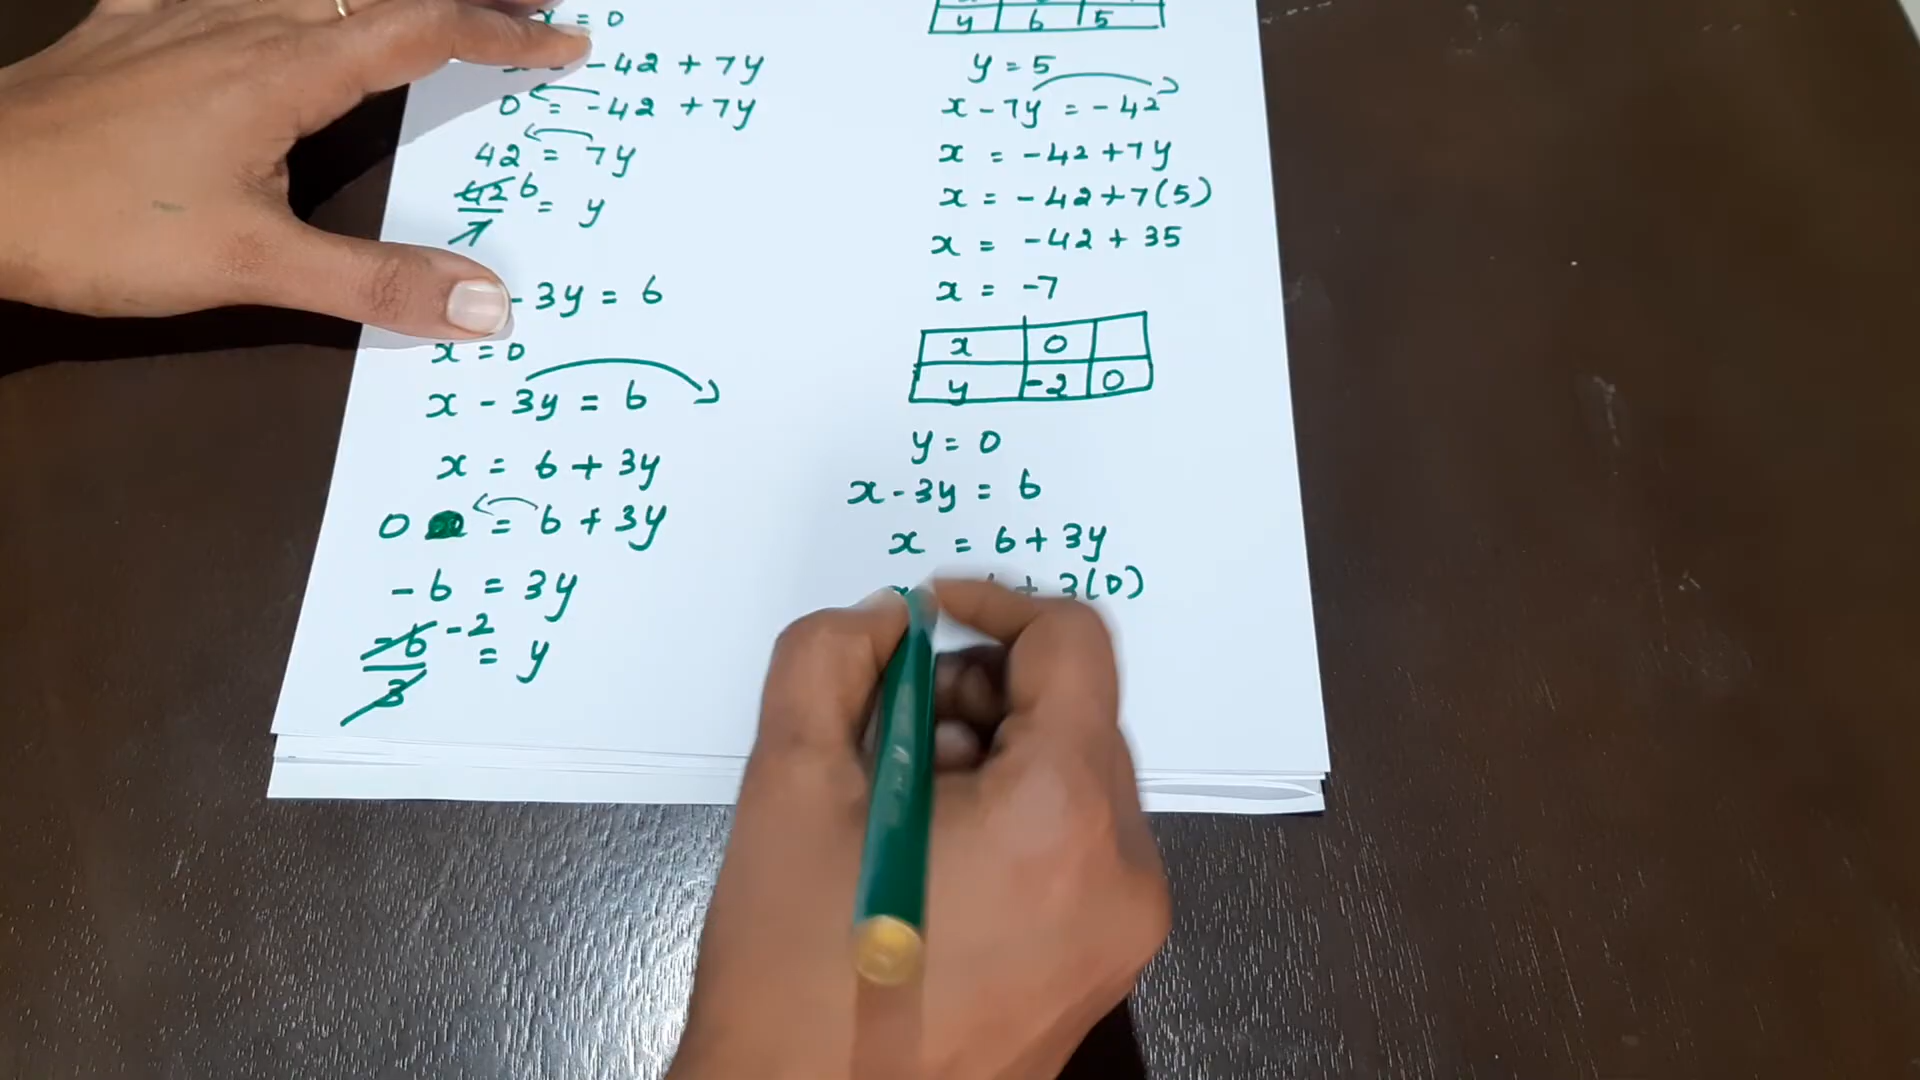 x = 0
= -42 + 7y
0 = -42 + 7y
42 = 7y
42/7 6 = y
- 3y = 6
x = 0
x - 3y = 6
x = 6 + 3y
0 = 6 + 3y
-6 = 3y
-6/3 -2 = y
y 6 5
y = 5
x - 7y = -42
x = -42 + 7y
x = -42 + 7(5)
x = -42 + 35
x = -7
x 0
y -2 0
y = 0
x - 3y = 6
x = 6 + 3y
+ 3(0)